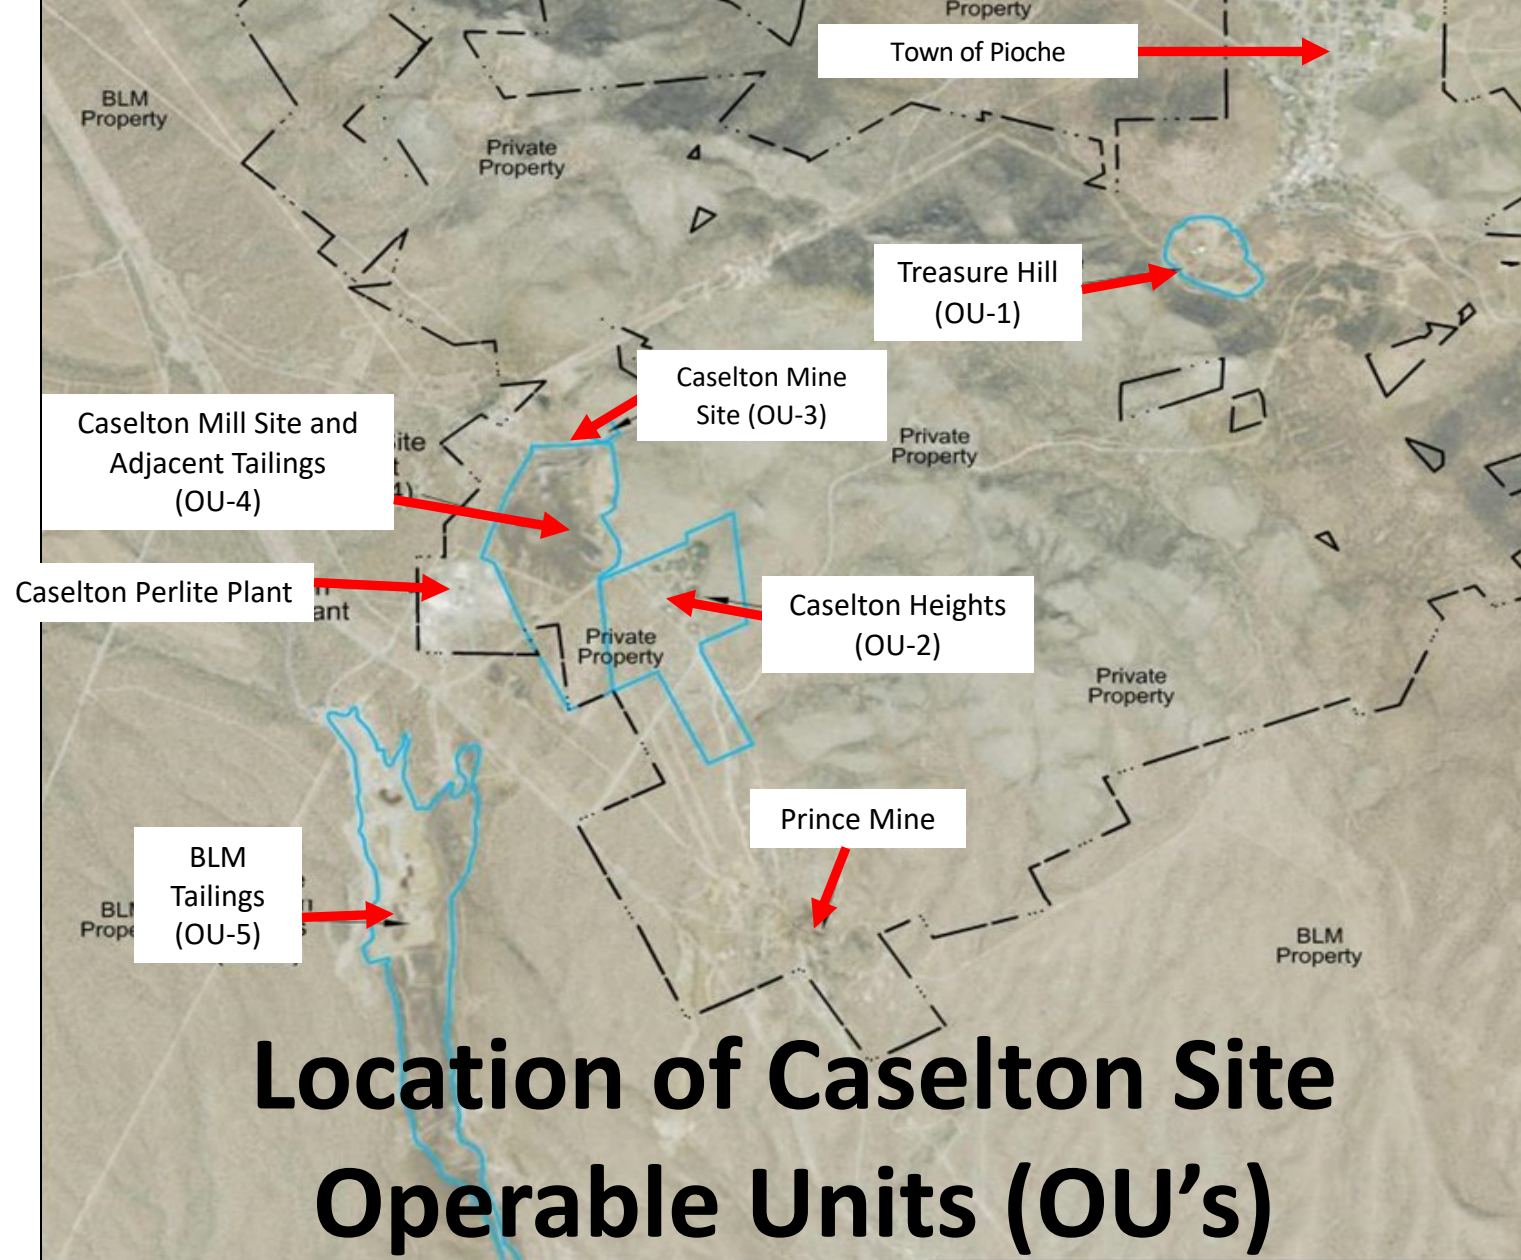 Property
Town of Pioche
BLM
Property
Private
Property
Treasure Hill
(OU-1)
Caselton Mine
Site (OU-3)
Caselton Mill Site and
Adjacent Tailings
(OU-4)
Private
Property
Caselton Perlite Plant
Caselton Heights
(OU-2)
Private
Property
Private
Property
Prince Mine
BLM
Tailings
(OU-5)
BLM
Property
Location of Caselton Site
Operable Units (OU’s)